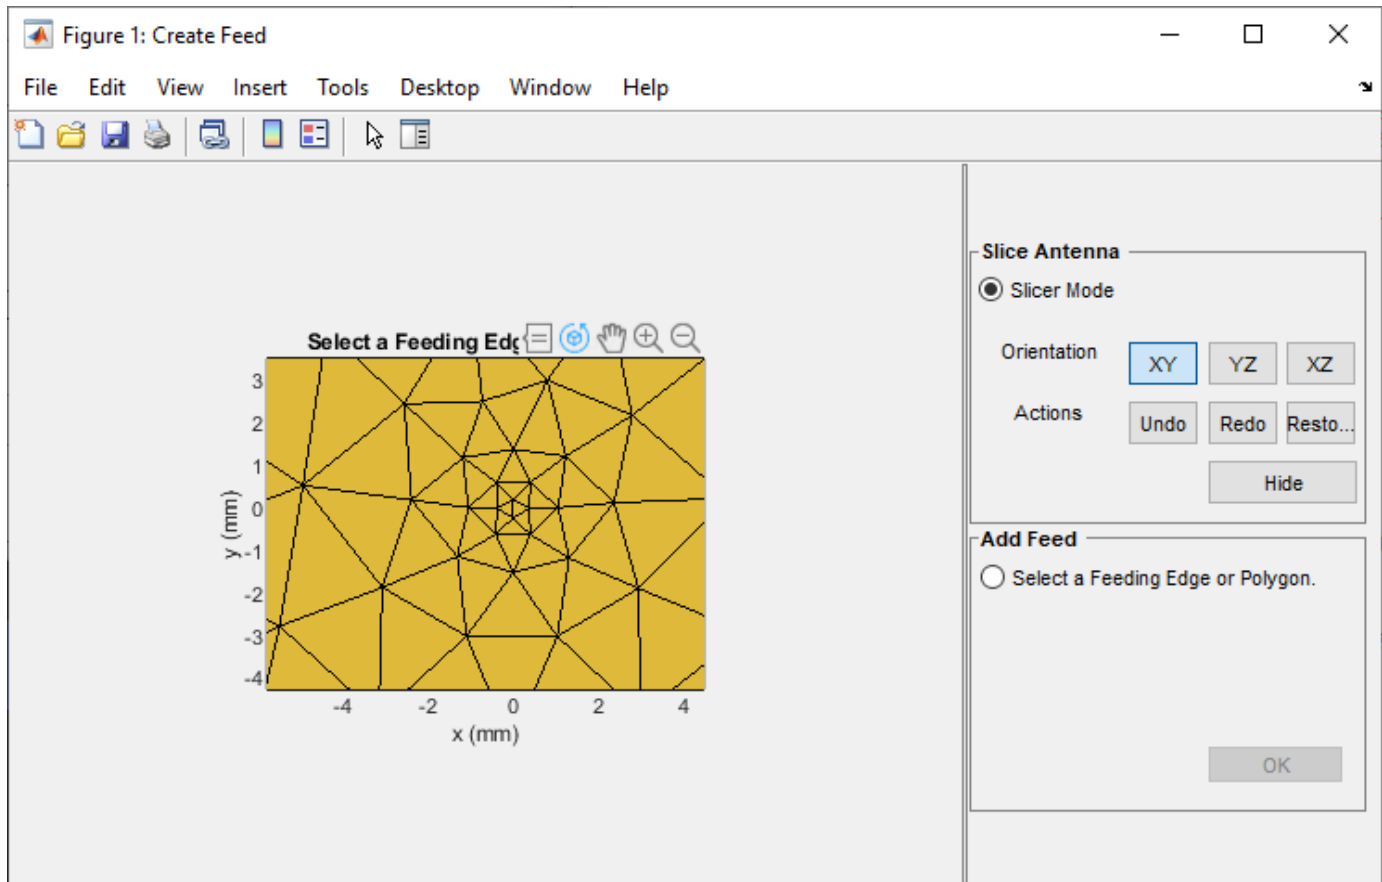 Figure 1: Create Feed
File Edit View Insert Tools Desktop Window Help
Slice Antenna
Slicer Mode
Orientation XY YZ XZ
Actions Undo Redo Resto...
Hide
Add Feed
Select a Feeding Edge or Polygon.
OK
Select a Feeding Edg
3
2
1
0
-1
-2
-3
-4
y (mm)
-4 -2 0 2 4
x (mm)